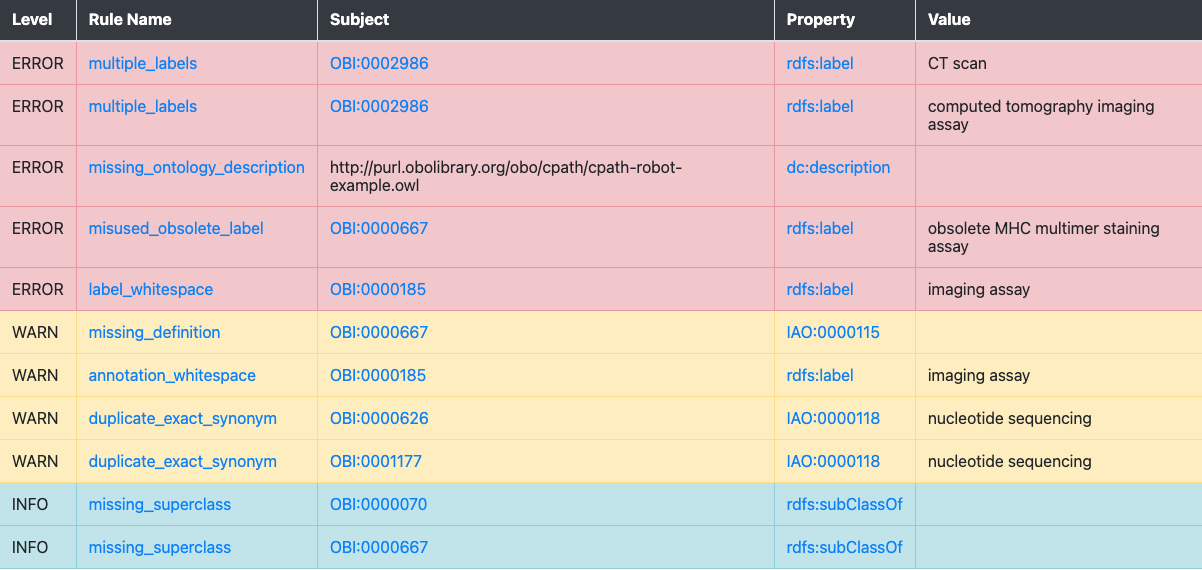 Level Rule Name Subject Property Value
ERROR multiple_labels OBI:0002986 rdfs:label CT scan
ERROR multiple_labels OBI:0002986 rdfs:label computed tomography imaging
assay
ERROR missing_ontology_description http://purl.obolibrary.org/obo/cpath/cpath-robot- dc:description
example.owl
ERROR misused_obsolete_label OBI:0000667 rdfs:label obsolete MHC multimer staining
assay
ERROR label_whitespace OBI:0000185 rdfs:label imaging assay
WARN missing_definition OBI:0000667 IAO:0000115
WARN annotation_whitespace OBI:0000185 rdfs:label imaging assay
WARN duplicate_exact_synonym OBI:0000626 IAO:0000118 nucleotide sequencing
WARN duplicate_exact_synonym OBI:0001177 IAO:0000118 nucleotide sequencing
INFO missing_superclass OBI:0000070 rdfs:subClassOf
INFO missing_superclass OBI:0000667 rdfs:subClassOf